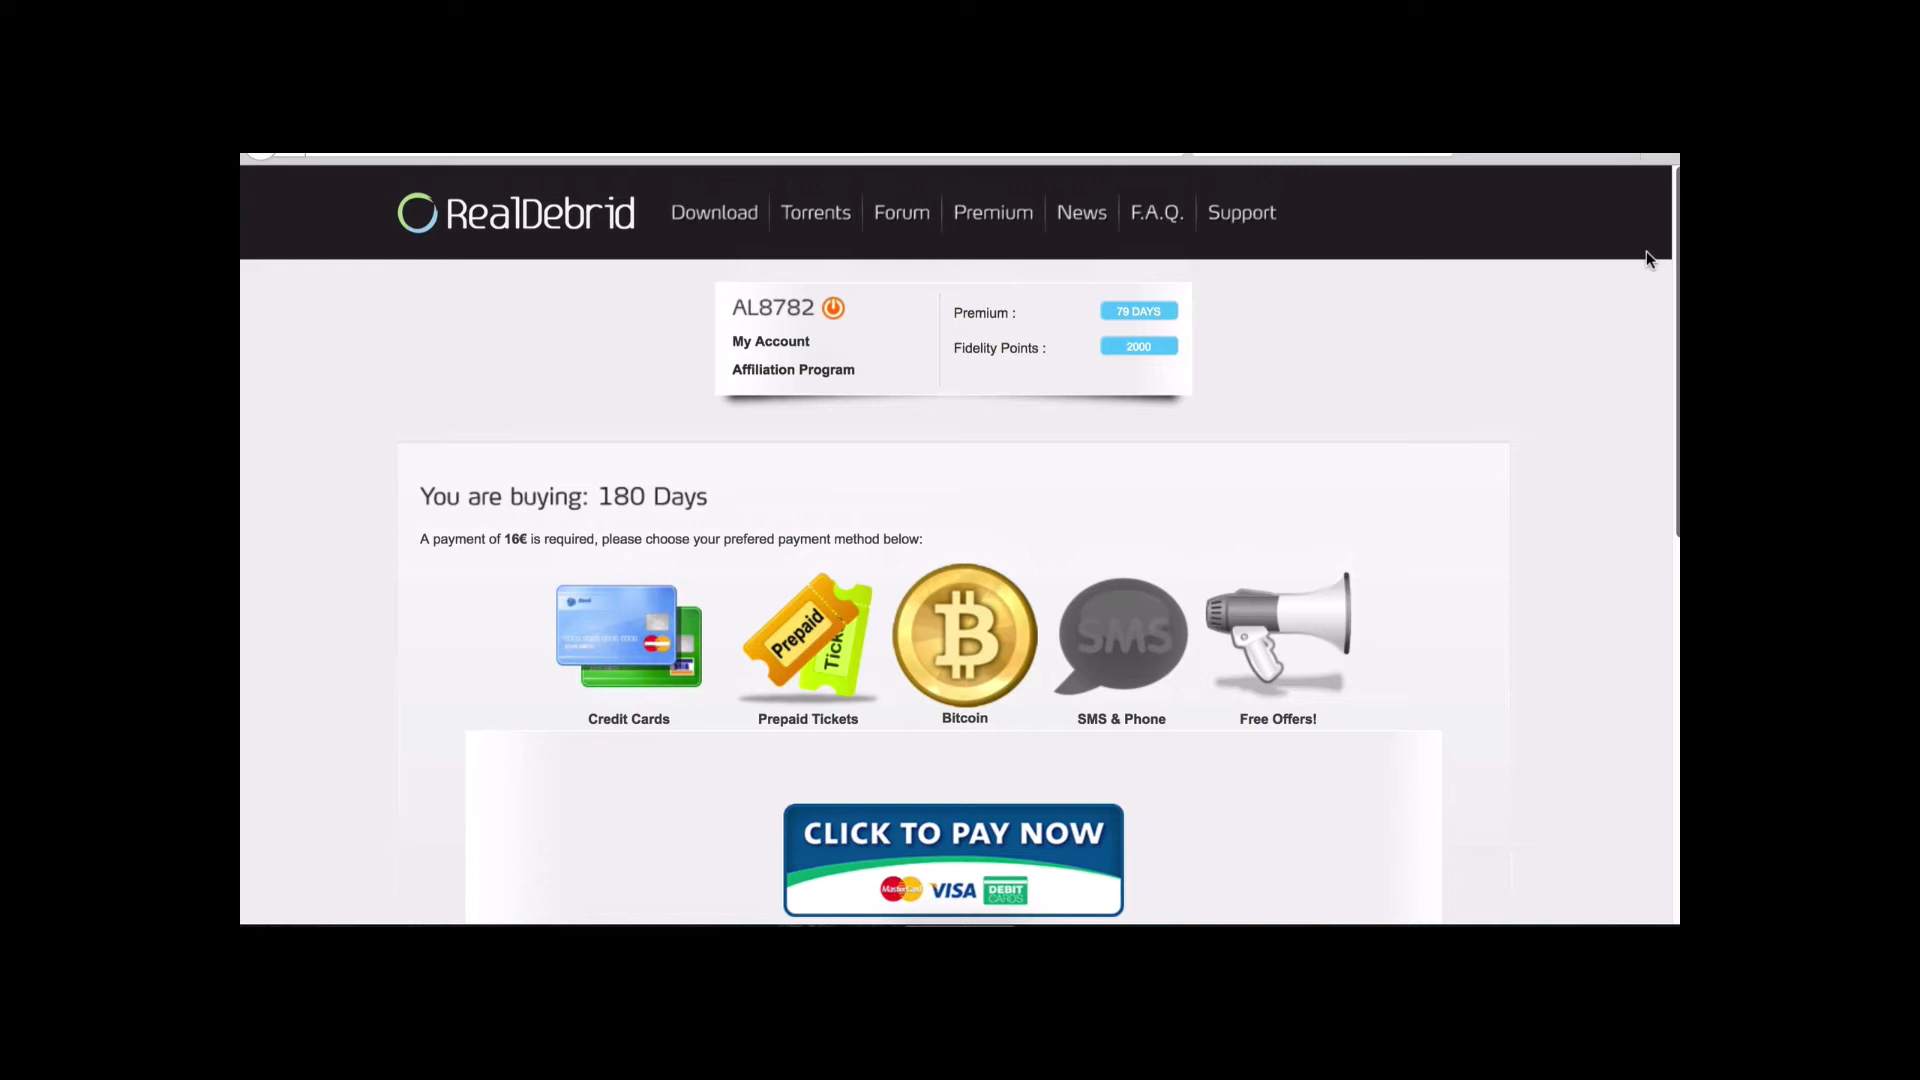 RealDebrid
Download Torrents Forum Premium News F.A.Q. Support
AL8782
My Account
Affiliation Program
Premium : 79 DAYS
Fidelity Points : 2000
You are buying: 180 Days
A payment of 16€ is required, please choose your prefered payment method below:
Prepaid
SMS
Credit Cards Prepaid Tickets Bitcoin SMS & Phone Free Offers!
CLICK TO PAY NOW
MasterCard VISA DEBIT CARDS